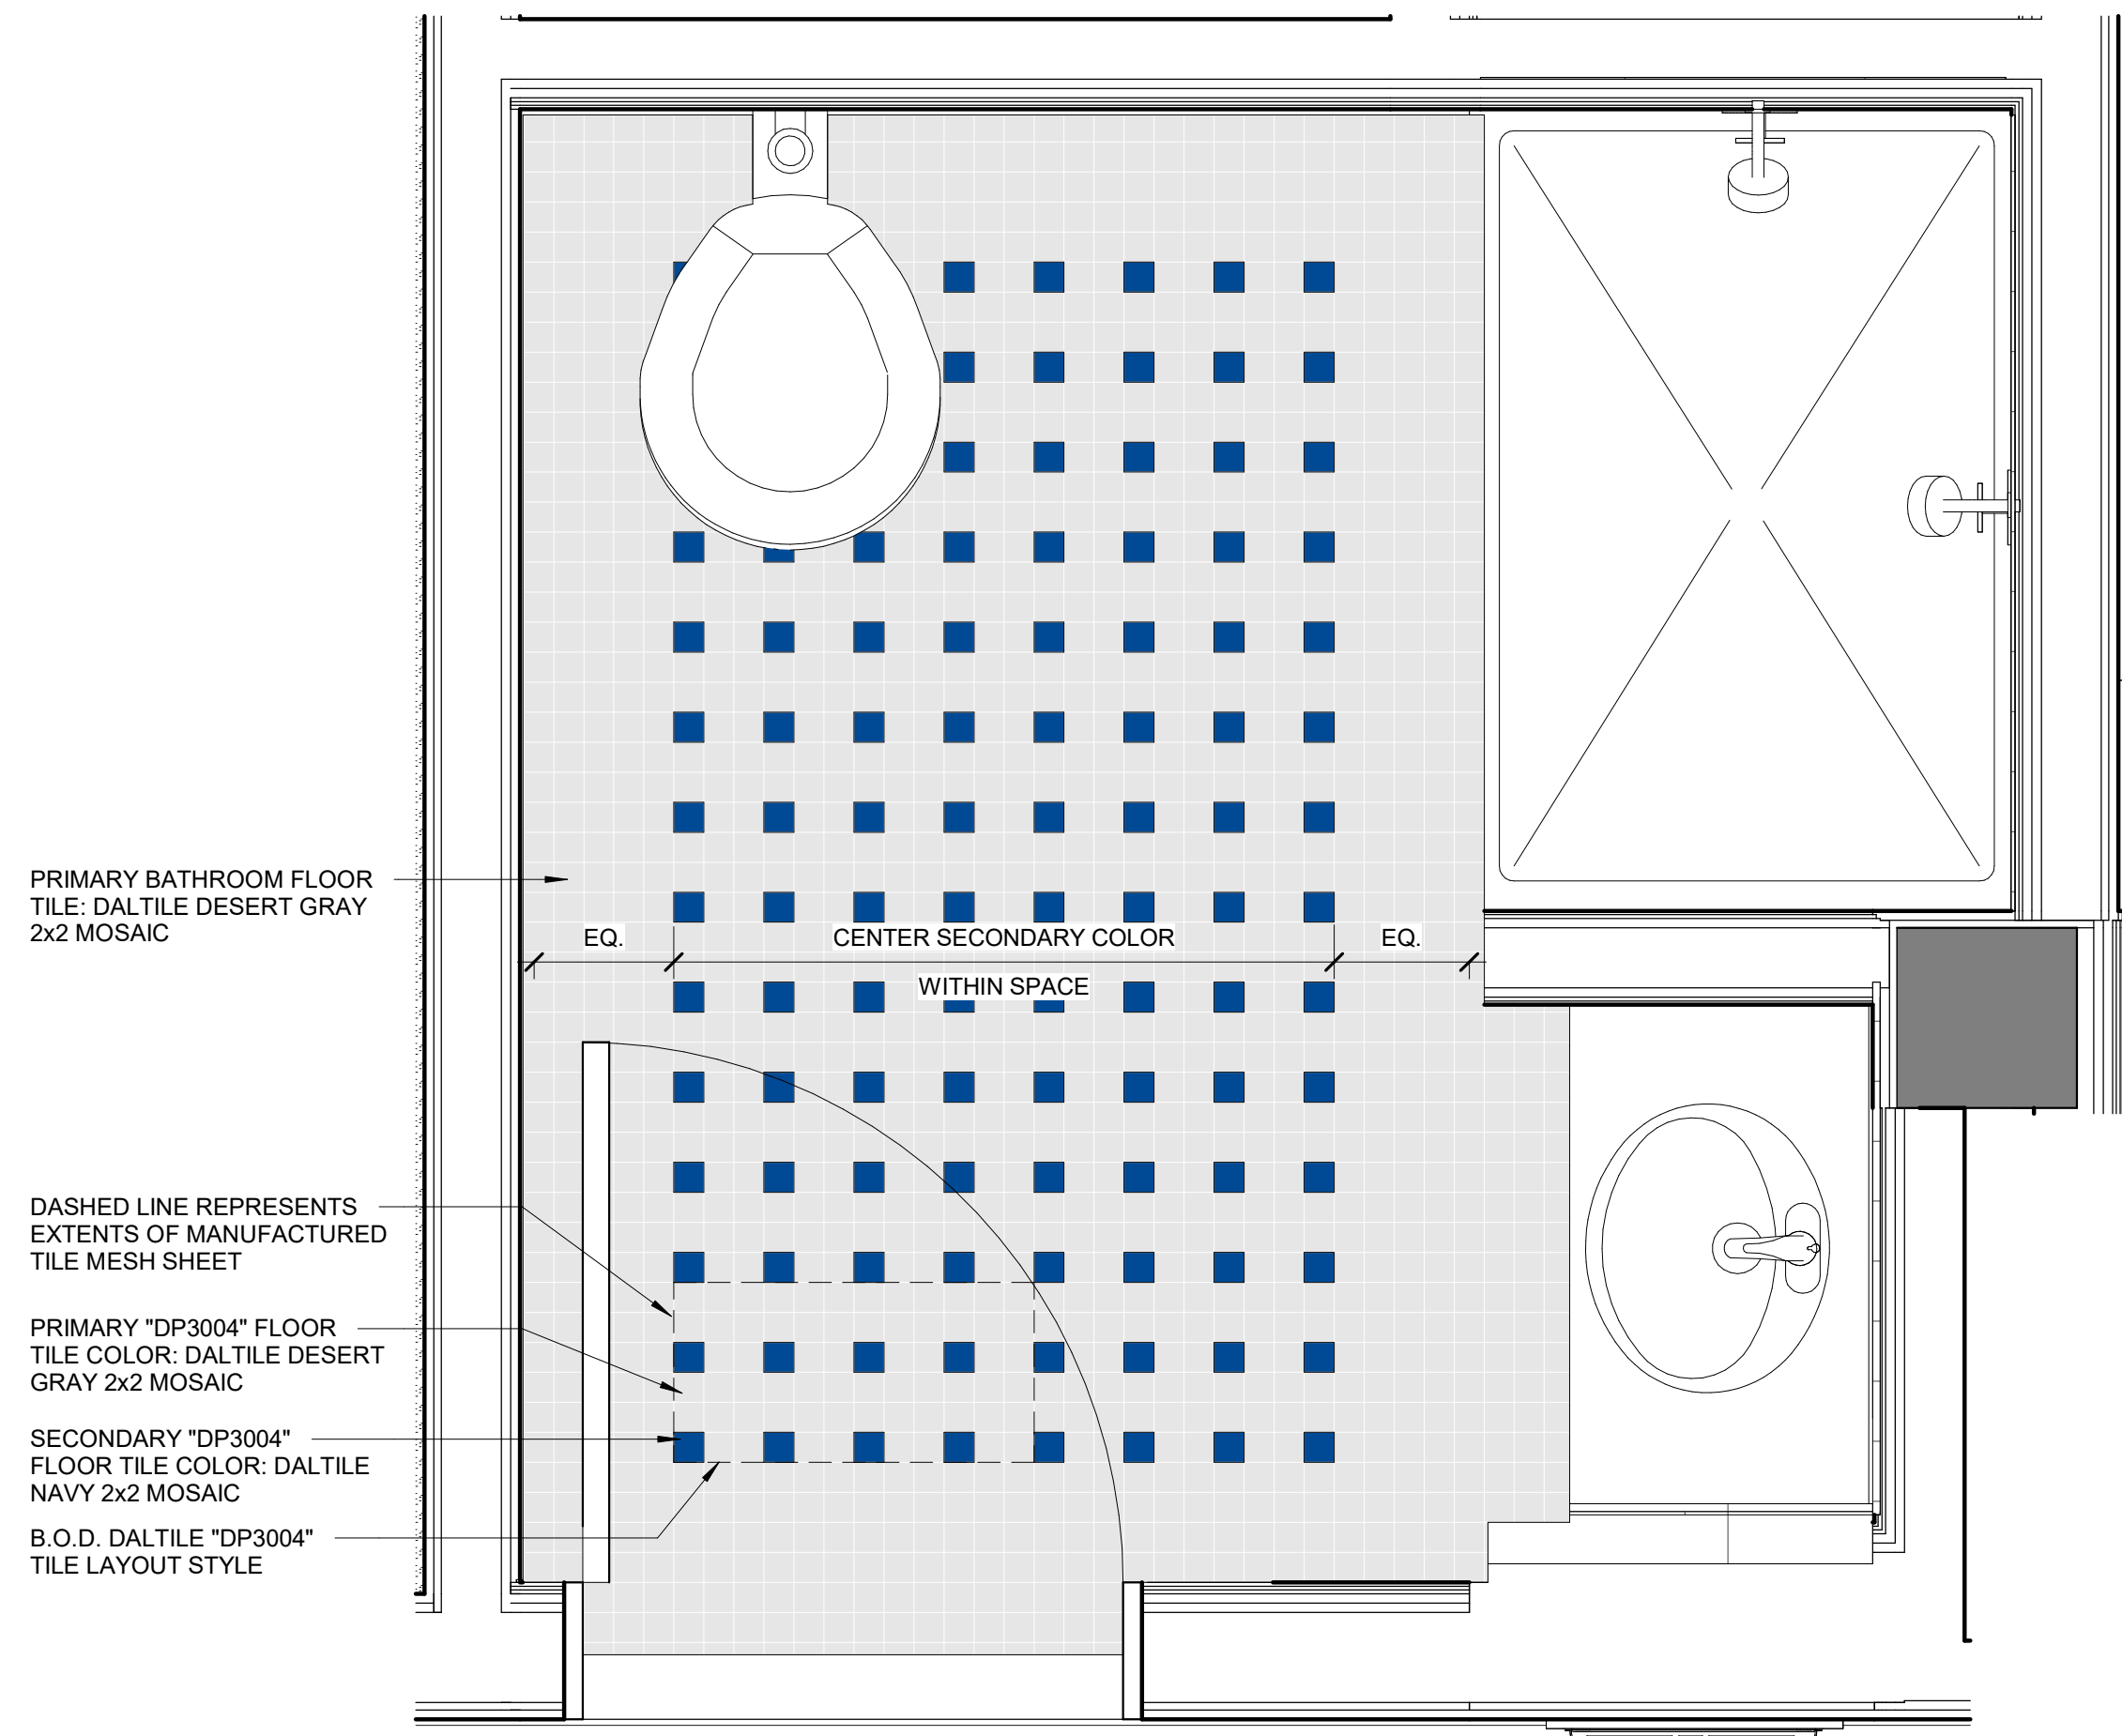 PRIMARY BATHROOM FLOOR
TILE: DALTILE DESERT GRAY
2x2 MOSAIC
EQ.
CENTER SECONDARY COLOR
EQ.
WITHIN SPACE
DASHED LINE REPRESENTS
EXTENTS OF MANUFACTURED
TILE MESH SHEET
PRIMARY "DP3004" FLOOR
TILE COLOR: DALTILE DESERT
GRAY 2x2 MOSAIC
SECONDARY "DP3004"
FLOOR TILE COLOR: DALTILE
NAVY 2x2 MOSAIC
B.O.D. DALTILE "DP3004"
TILE LAYOUT STYLE